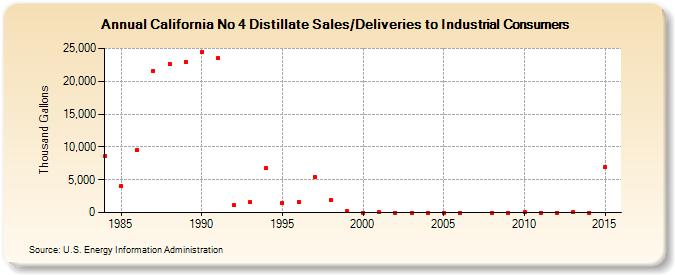 Annual California No 4 Distillate Sales/Deliveries to Industrial Consumers
Thousand Gallons
25,000
20,000
15,000
10,000
5,000
0
1985 1990 1995 2000 2005 2010 2015
Source: U.S. Energy Information Administration